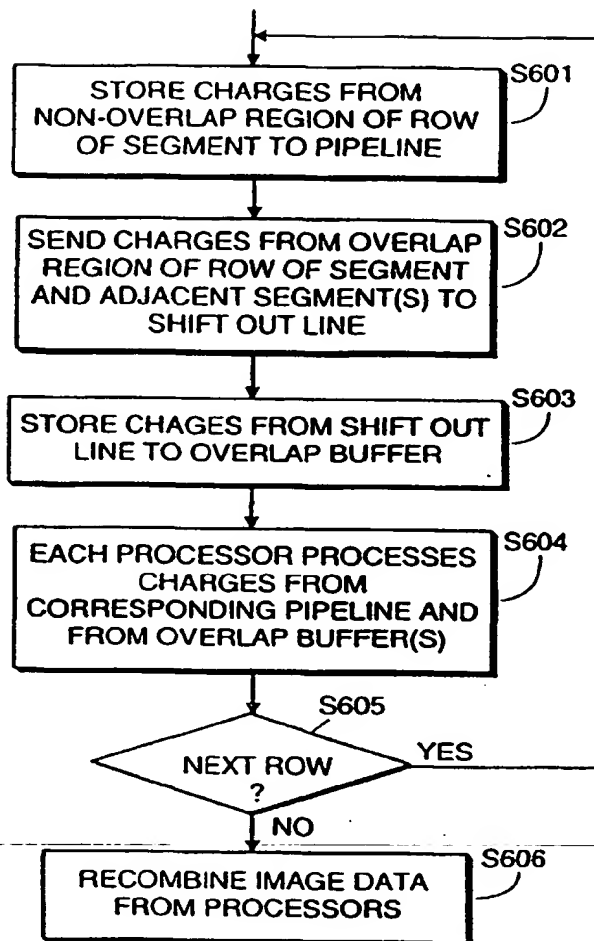 S601
STORE CHARGES FROM
NON-OVERLAP REGION OF ROW
OF SEGMENT TO PIPELINE
S602
SEND CHARGES FROM OVERLAP
REGION OF ROW OF SEGMENT
AND ADJACENT SEGMENT(S) TO
SHIFT OUT LINE
S603
STORE CHAGES FROM SHIFT OUT
LINE TO OVERLAP BUFFER
S604
EACH PROCESSOR PROCESSES
CHARGES FROM
CORRESPONDING PIPELINE AND
FROM OVERLAP BUFFER(S)
S605
NEXT ROW
?
YES
NO
S606
RECOMBINE IMAGE DATA
FROM PROCESSORS